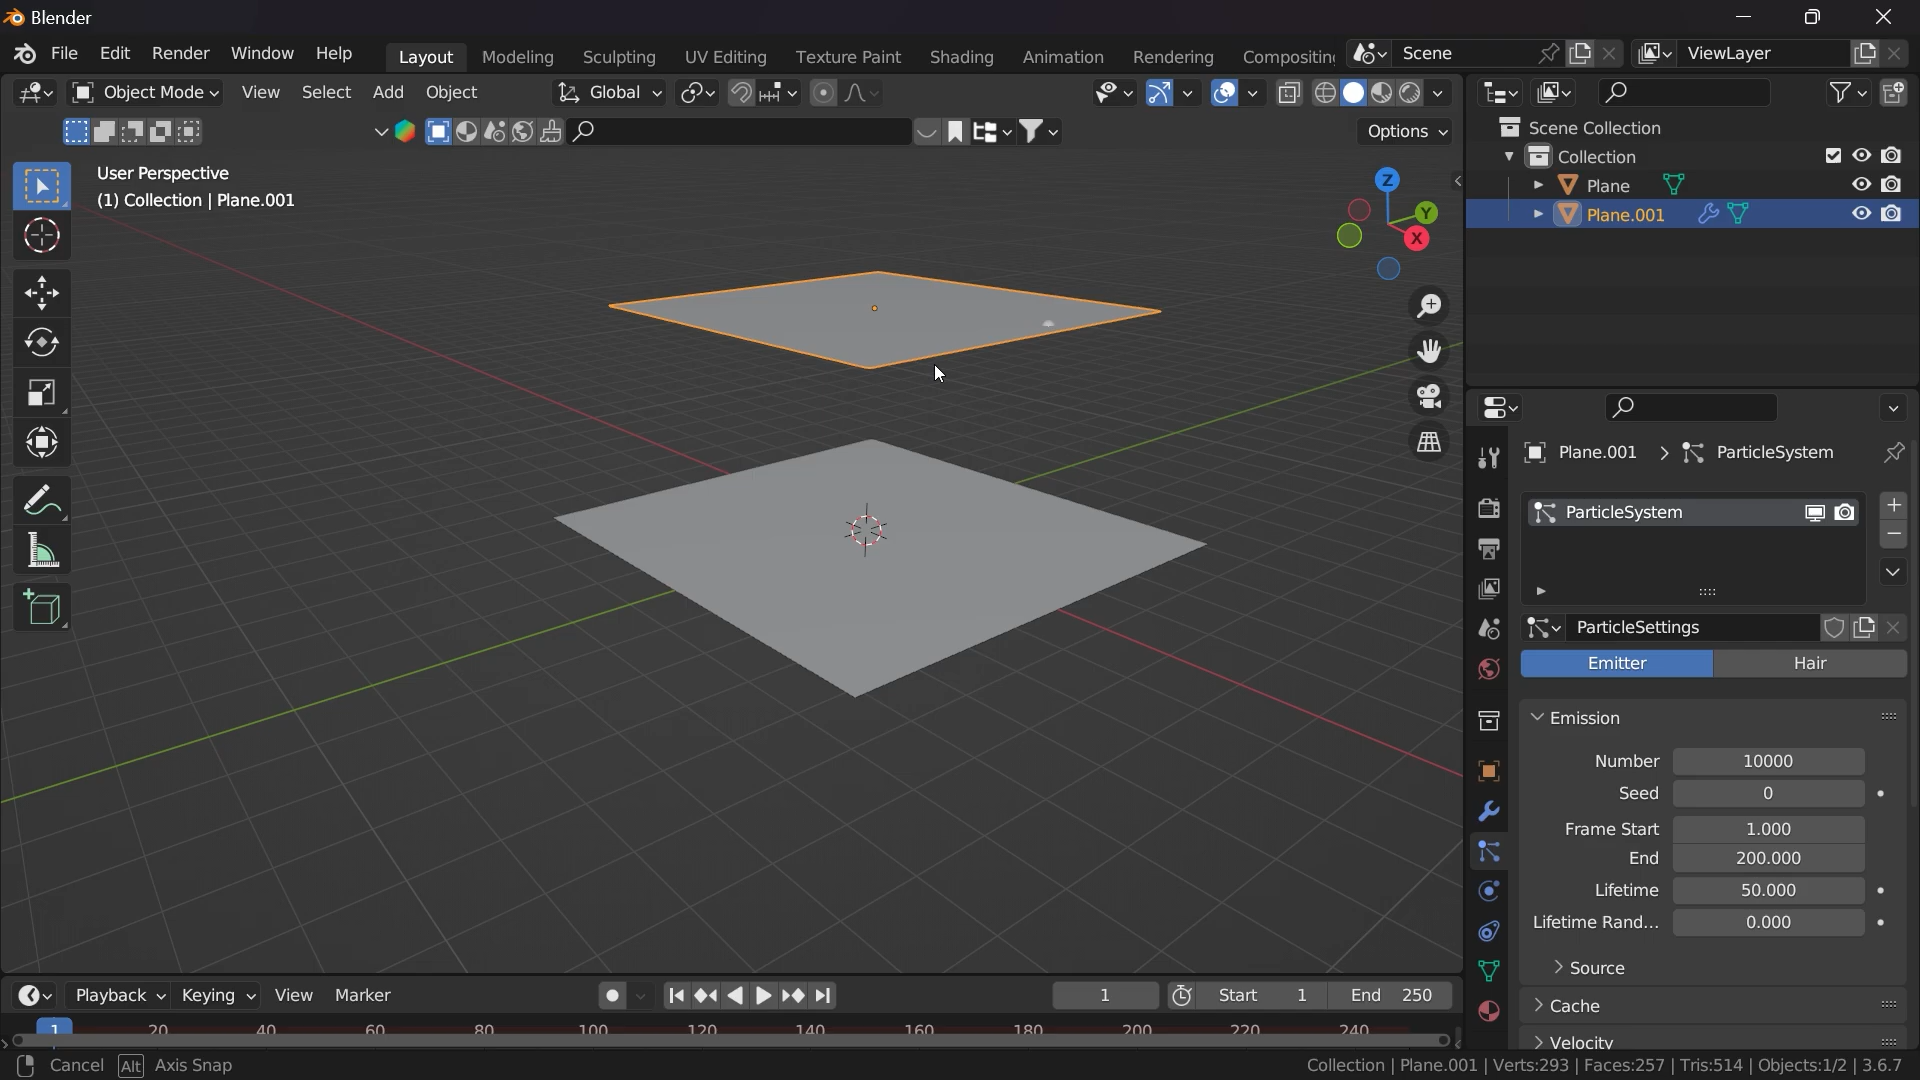 Blender
File Edit Render Window Help Layout Modeling Sculpting UV Editing Texture Paint Shading Animation Rendering Compositing Scene ViewLayer
Object Mode View Select Add Object Global
Options
User Perspective
(1) Collection | Plane.001
Z
Y
X
Scene Collection
Collection
Plane
Plane.001
Plane.001 ParticleSystem
ParticleSystem
ParticleSettings
Emitter Hair
Emission
Number 10000
Seed 0
Frame Start 1.000
End 200.000
Lifetime 50.000
Lifetime Rand... 0.000
Source
Cache
Velocity
Playback Keying View Marker 1 Start 1 End 250
1 20 40 60 80 100 120 140 160 180 200 220 240
Cancel Alt Axis Snap
Collection | Plane.001 | Verts:293 | Faces:257 | Tris:514 | Objects:1/2 | 3.6.7